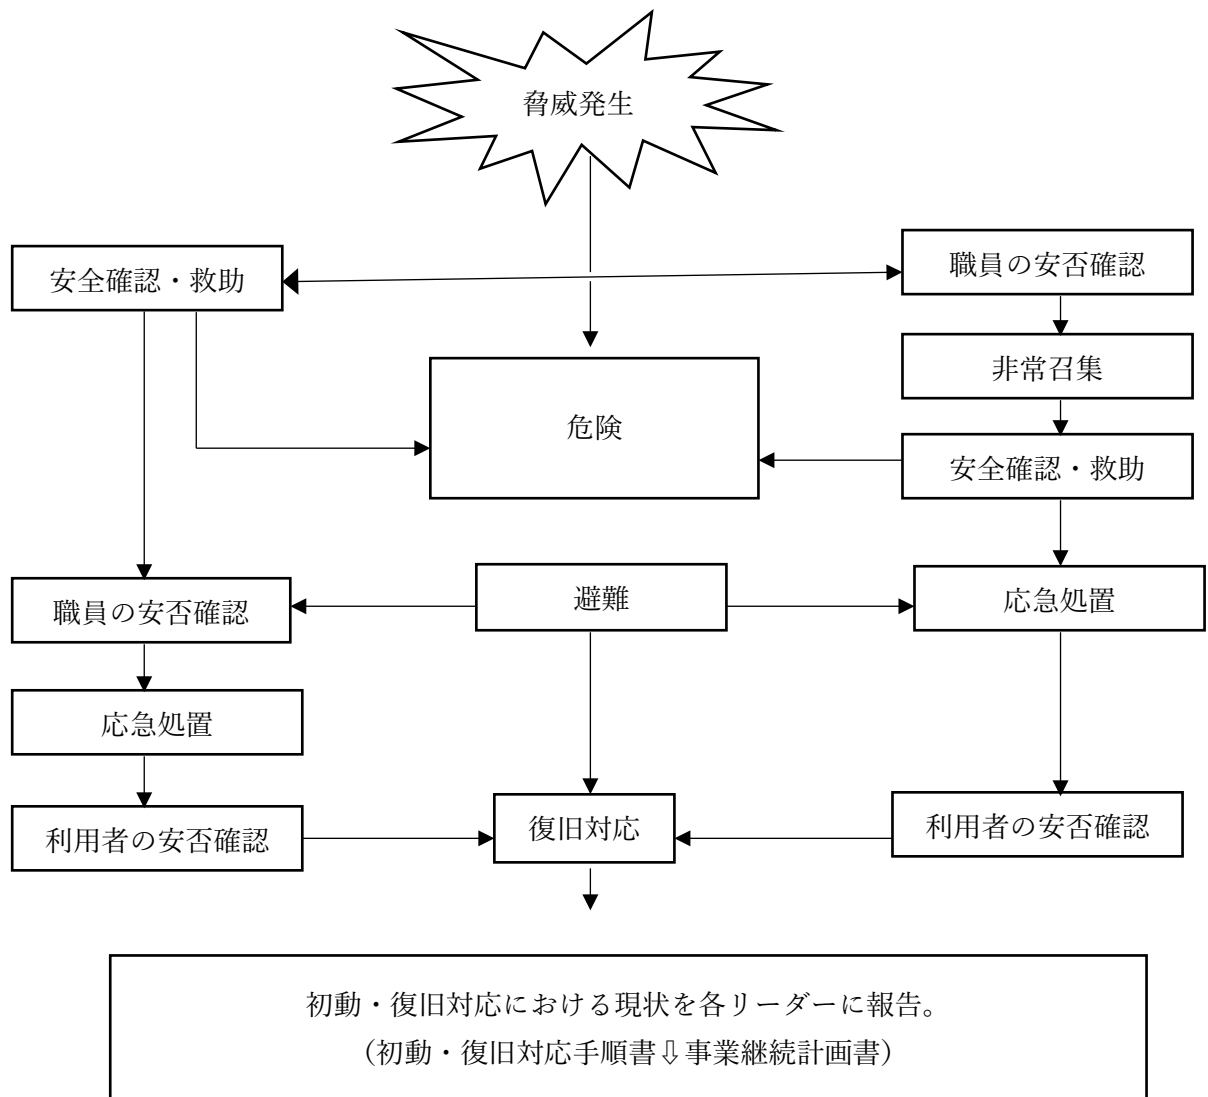 脅威発生
安全確認・救助
職員の安否確認
非常召集
危険
安全確認・救助
職員の安否確認
避難
応急処置
応急処置
利用者の安否確認
復旧対応
利用者の安否確認
初動・復旧対応における現状を各リーダーに報告。
（初動・復旧対応手順書⇩事業継続計画書）